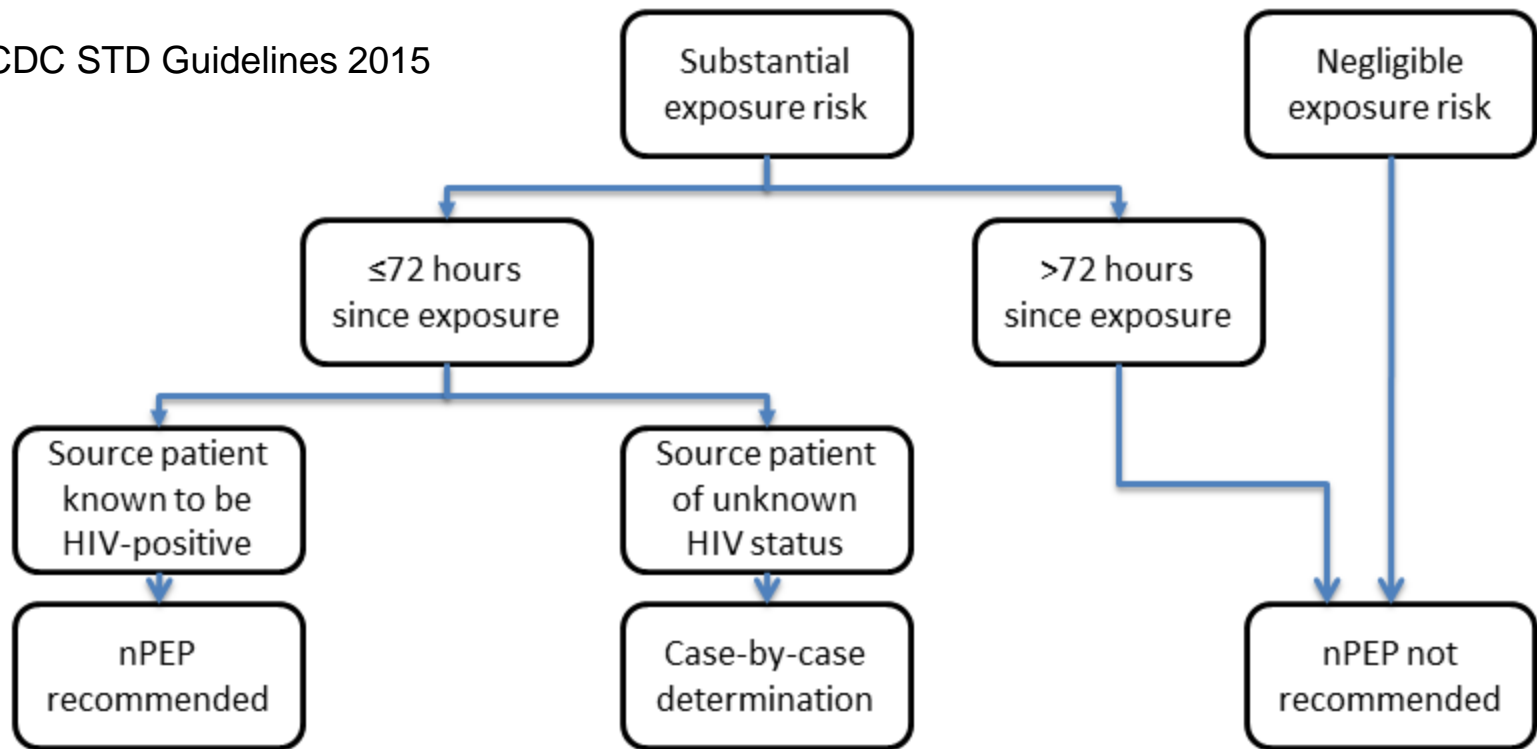 CDC STD Guidelines 2015
Substantial
exposure risk
Negligible
exposure risk
≤72 hours
since exposure
>72 hours
since exposure
Source patient
known to be
HIV-positive
Source patient
of unknown
HIV status
nPEP
recommended
Case-by-case
determination
nPEP not
recommended